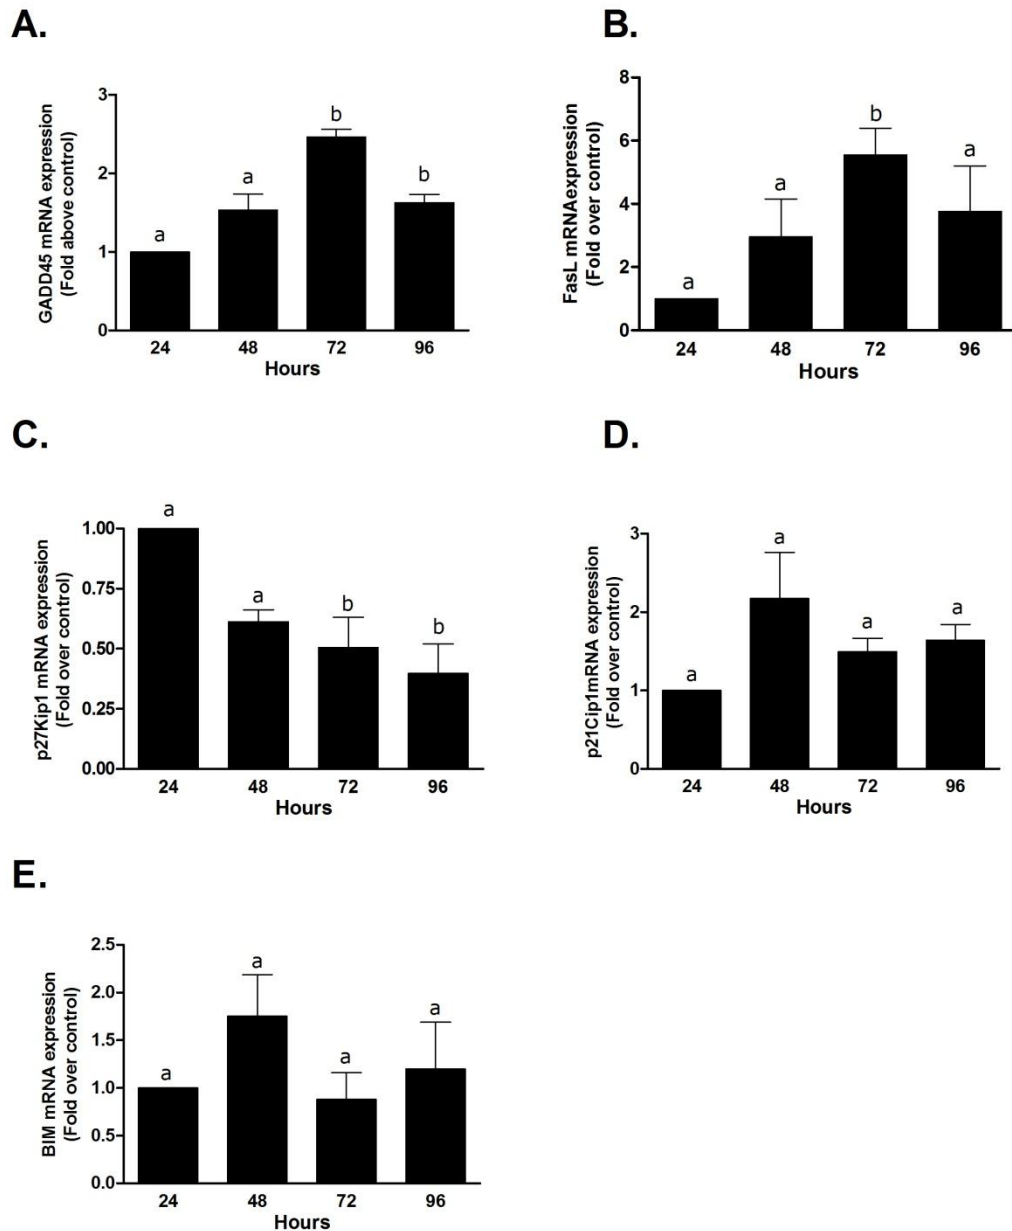 A.
GADD45 mRNA expression
(Fold above control)
3
2
1
0
a
a
b
b
24 48 72 96
Hours
B.
FasL mRNAexpression
(Fold over control)
8
6
4
2
0
a
a
b
a
24 48 72 96
Hours
C.
p27Kip1 mRNA expression
(Fold over control)
1.00
0.75
0.50
0.25
0.00
a
a
b
b
24 48 72 96
Hours
D.
p21Cip1mRNA expression
(Fold over control)
3
2
1
0
a
a
a
a
24 48 72 96
Hours
E.
BIM mRNA expression
(Fold over control)
2.5
2.0
1.5
1.0
0.5
0.0
a
a
a
a
24 48 72 96
Hours